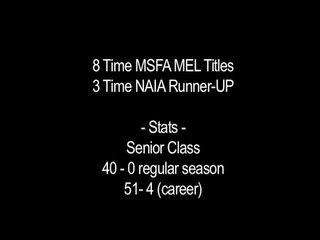 8 Time MSFA MEL Titles
3 Time NAIA Runner-UP
- Stats -
Senior Class
40 - 0 regular season
51- 4 (career)